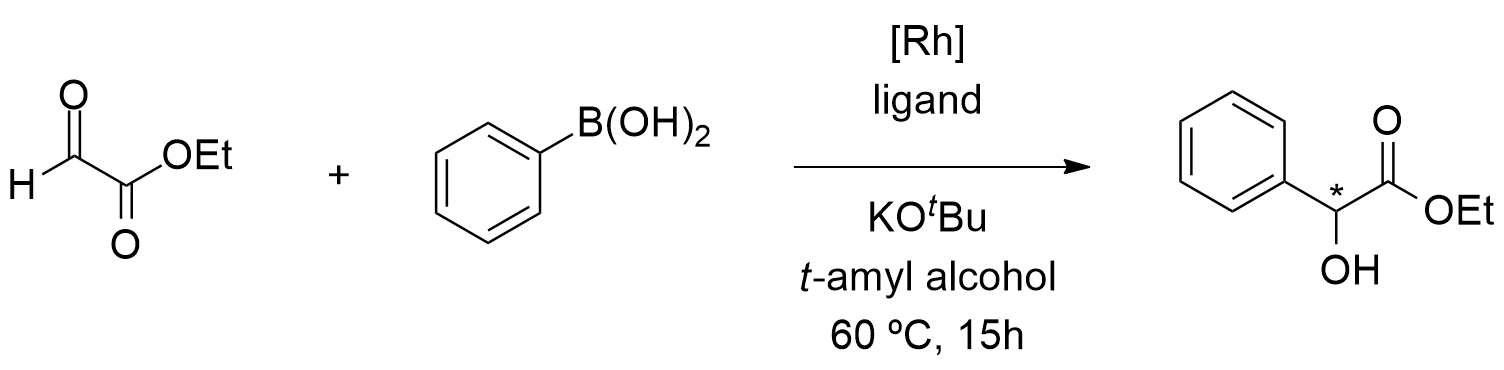 O
H
OEt
O
+
B(OH)2
[Rh]
ligand
KOtBu
t-amyl alcohol
60 ºC, 15h
O
*
OEt
OH